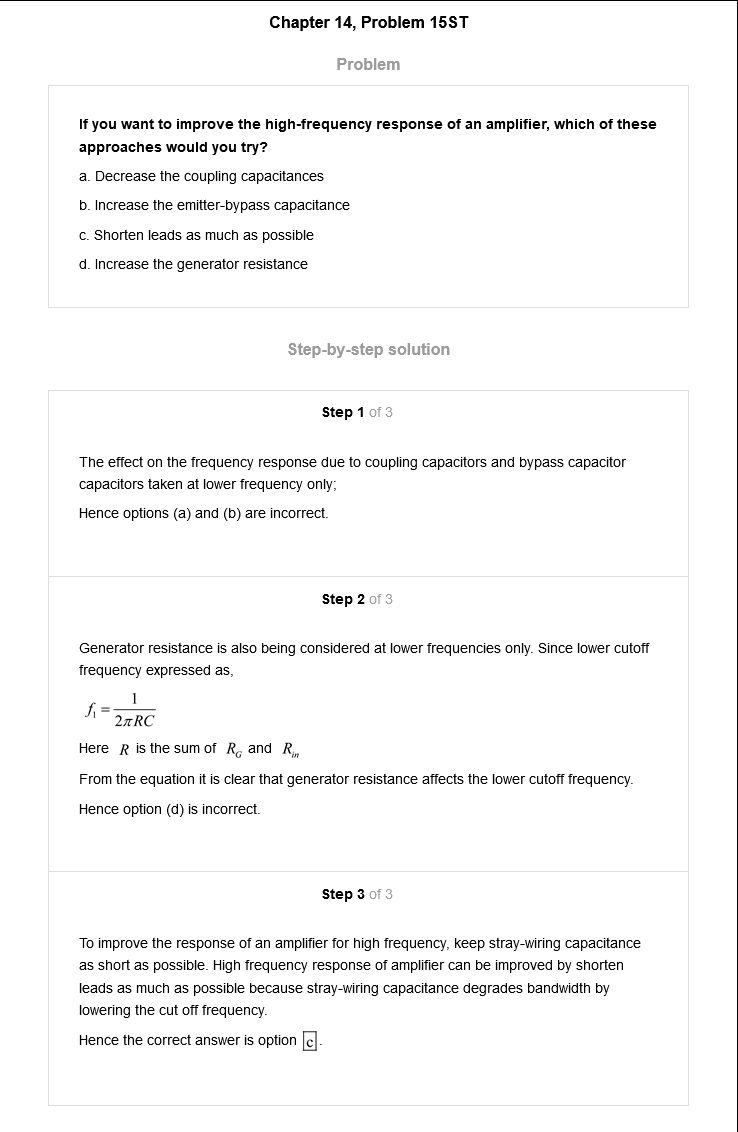 Chapter 14, Problem 15ST
Problem
If you want to improve the high-frequency response of an amplifier, which of these
approaches would you try?
a. Decrease the coupling capacitances
b. Increase the emitter-bypass capacitance
c. Shorten leads as much as possible
d. Increase the generator resistance
Step-by-step solution
Step 1 of 3
The effect on the frequency response due to coupling capacitors and bypass capacitor
capacitors taken at lower frequency only;
Hence options (a) and (b) are incorrect.
Step 2 of 3
Generator resistance is also being considered at lower frequencies only. Since lower cutoff
frequency expressed as,
f₁ = 1 / 2πRC
Here R is the sum of R_G and R_in
From the equation it is clear that generator resistance affects the lower cutoff frequency.
Hence option (d) is incorrect.
Step 3 of 3
To improve the response of an amplifier for high frequency, keep stray-wiring capacitance
as short as possible. High frequency response of amplifier can be improved by shorten
leads as much as possible because stray-wiring capacitance degrades bandwidth by
lowering the cut off frequency.
Hence the correct answer is option c.